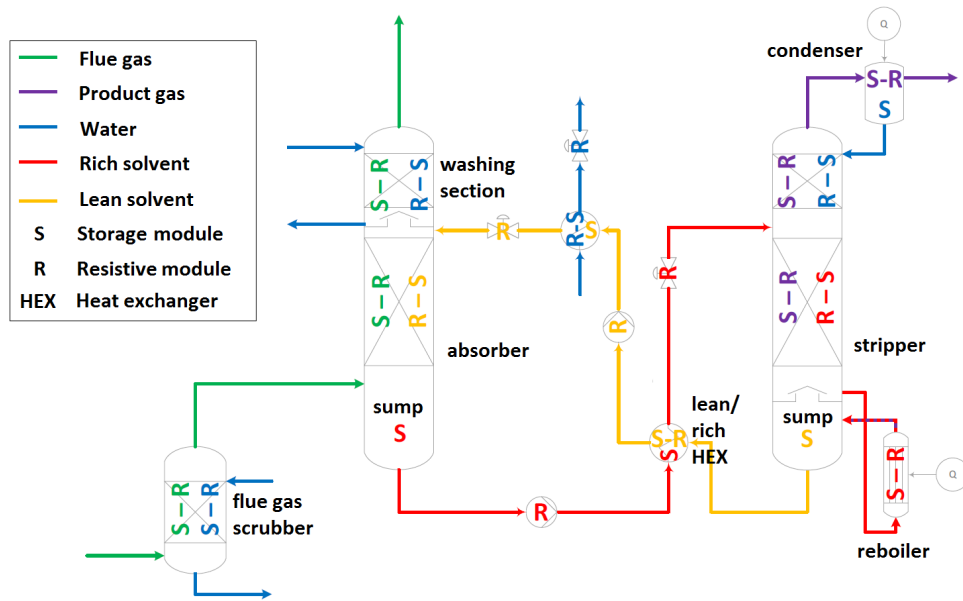 Flue gas
Product gas
Water
Rich solvent
Lean solvent
S Storage module
R Resistive module
HEX Heat exchanger
condenser
Q
S-R
S
washing
section
S-R
R-S
R
S-R
R-S
R
R-S
S
R
absorber
S-R
R-S
R
S-R
R-S
stripper
sump
S
lean/
rich
HEX
S-R
S
sump
S
S-R
Q
reboiler
flue gas
scrubber
S-R
S-R
R